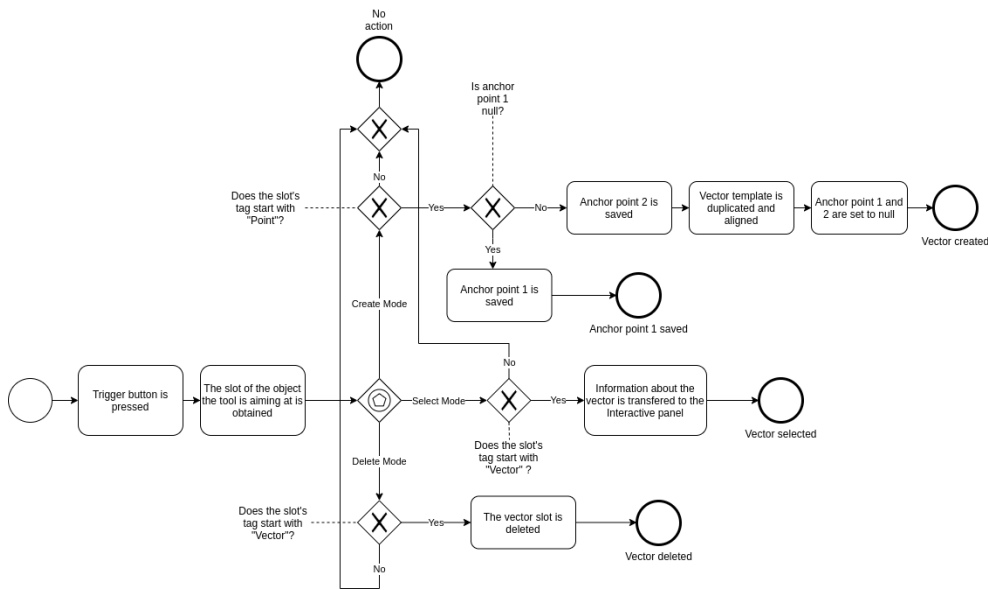 No
action
Is anchor
point 1
null?
No
Does the slot's
tag start with
"Point"?
Yes
No
Anchor point 2 is
saved
Vector template is
duplicated and
aligned
Anchor point 1 and
2 are set to null
Vector created
Yes
Anchor point 1 is
saved
Anchor point 1 saved
Create Mode
No
Trigger button is
pressed
The slot of the object
the tool is aiming at is
obtained
Select Mode
Yes
Information about the
vector is transfered to the
Interactive panel
Vector selected
Does the slot's
tag start with
"Vector" ?
Delete Mode
Does the slot's
tag start with
"Vector"?
Yes
The vector slot is
deleted
Vector deleted
No